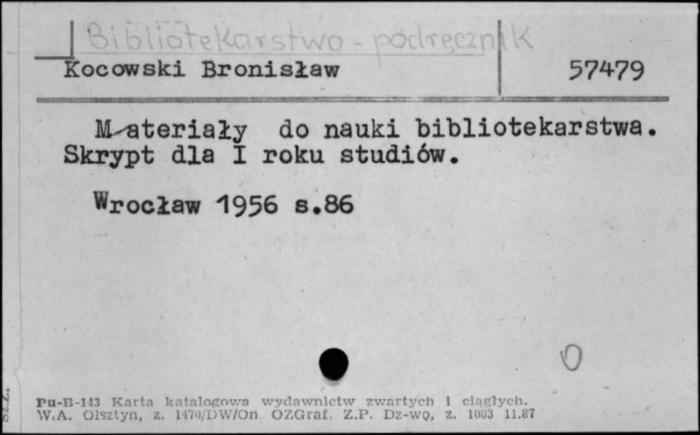 Bibliotekarstwo - podręcznik
Kocowski Bronisław 57479
Materiały do nauki bibliotekarstwa.
Skrypt dla I roku studiów.
Wrocław 1956 s.86
0
Pu-B-143 Karta katalogowa wydawnictw zwartych i ciągłych.
W.A. Olsztyn, z. 1470/DW/On OZGraf. Z.P. Dz-wo, z. 1003 11.87